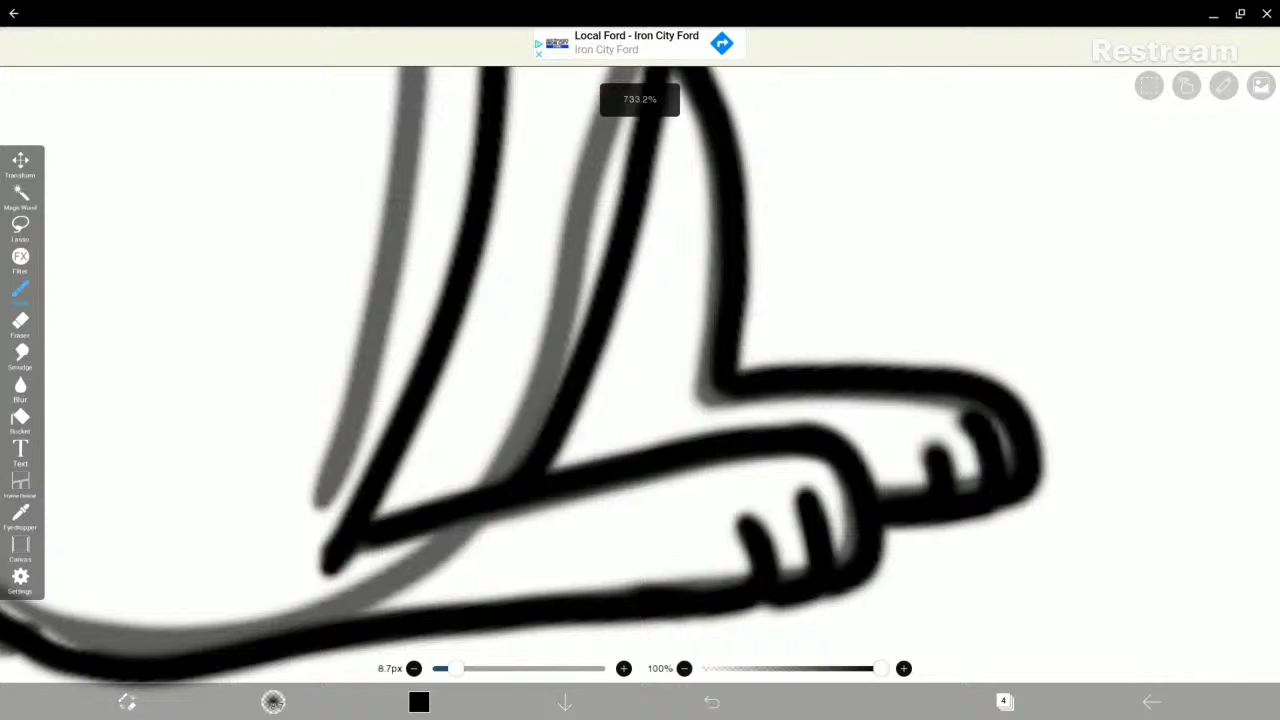 Local Ford - Iron City Ford
Iron City Ford
Restream
733.2%
Transform
Magic Wand
Lasso
FX
Filter
Eraser
Smudge
Blur
Bucket
T
Text
Eyedropper
Canvas
Settings
8.7px
100%
4